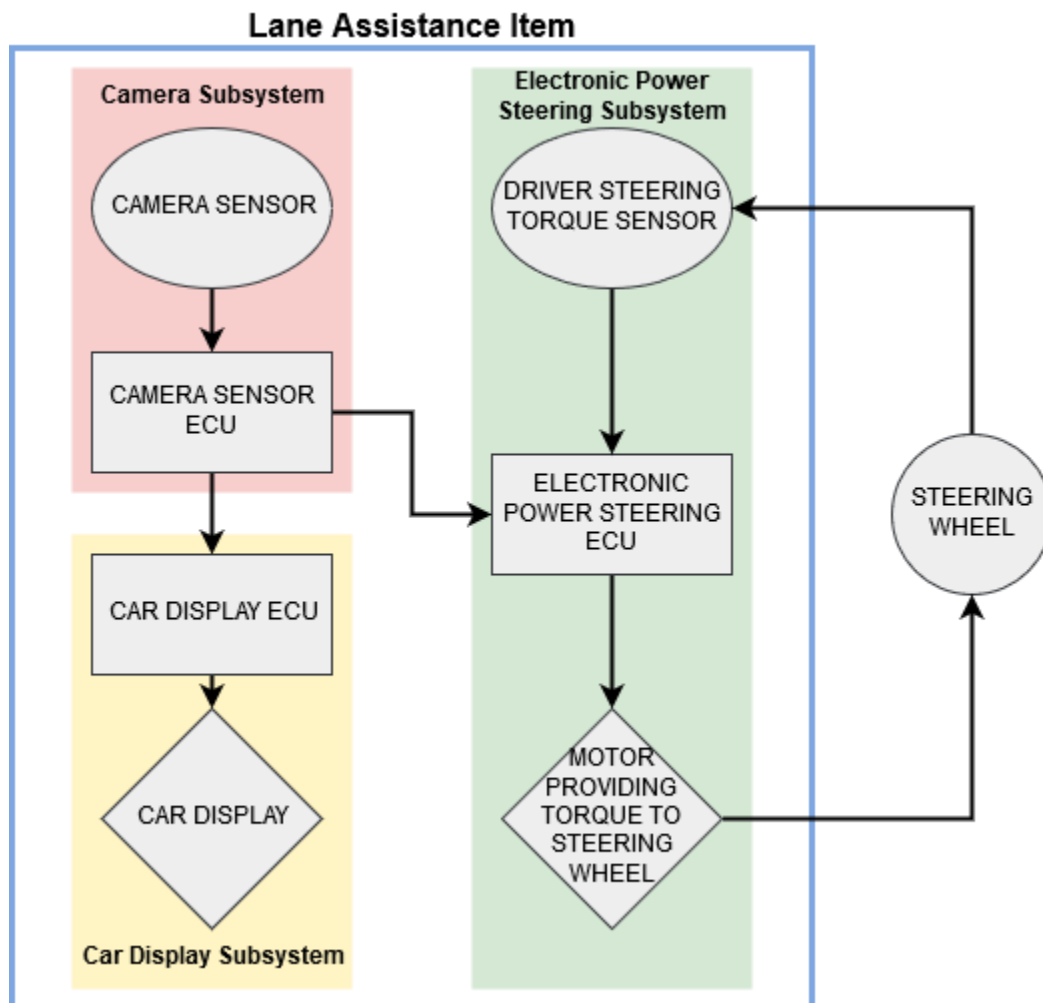 Lane Assistance Item
Camera Subsystem
CAMERA SENSOR
CAMERA SENSOR
ECU
CAR DISPLAY ECU
CAR DISPLAY
Car Display Subsystem
Electronic Power
Steering Subsystem
DRIVER STEERING
TORQUE SENSOR
ELECTRONIC
POWER STEERING
ECU
MOTOR
PROVIDING
TORQUE TO
STEERING
WHEEL
STEERING
WHEEL